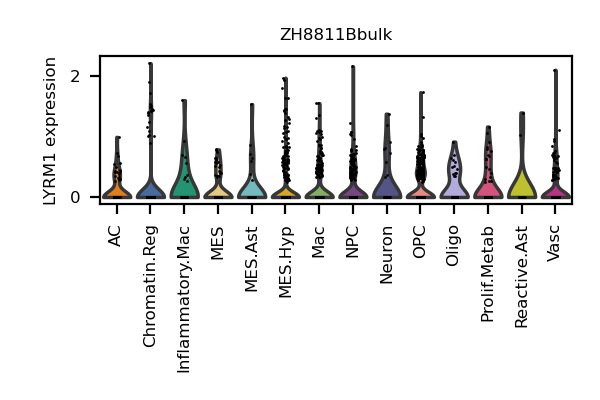 ZH8811Bbulk
LYRM1 expression
2
0
AC
Chromatin.Reg
Inflammatory.Mac
MES
MES.Ast
MES.Hyp
Mac
NPC
Neuron
OPC
Oligo
Prolif.Metab
Reactive.Ast
Vasc